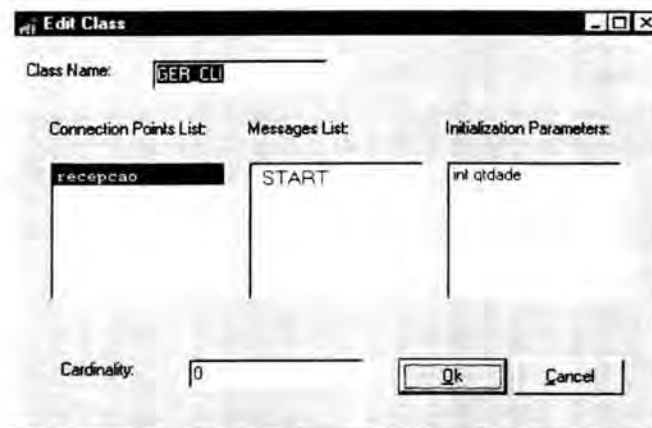 Edit Class
Class Name: GER_CLI
Connection Points List: Messages List: Initialization Parameters:
recepcao START int qtdade
Cardinality: 0 Ok Cancel